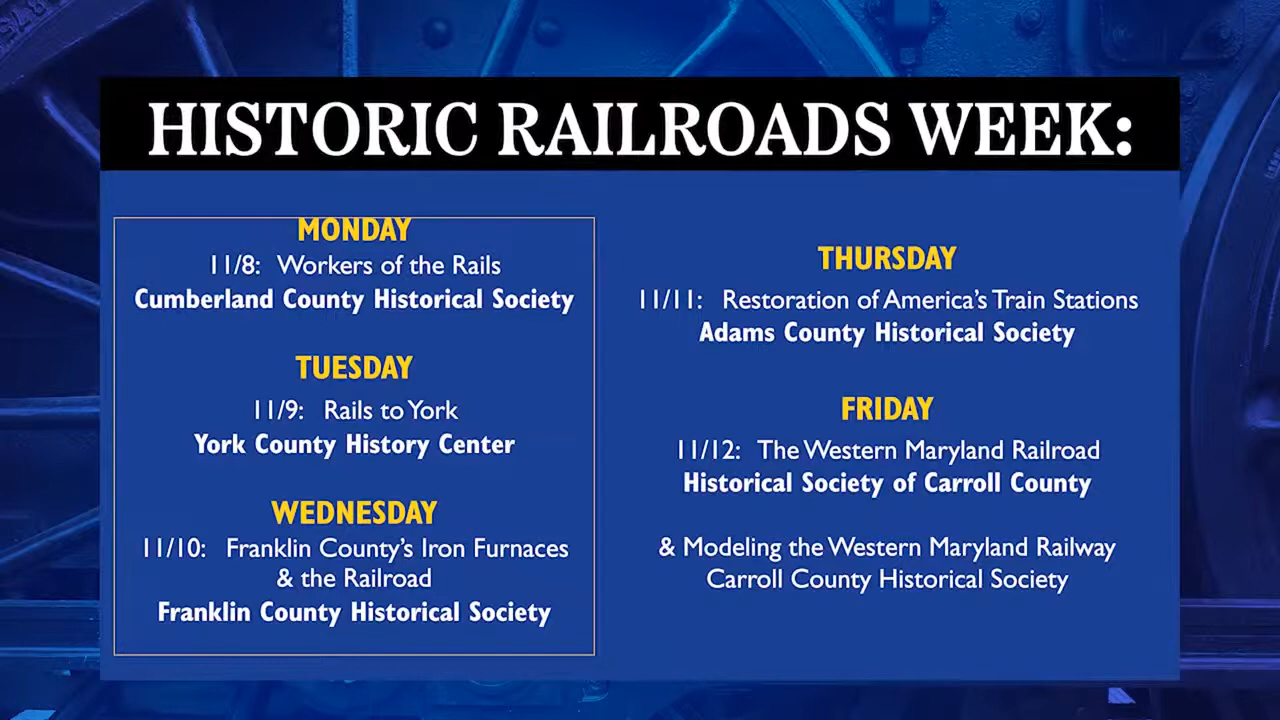 HISTORIC RAILROADS WEEK:
MONDAY
11/8: Workers of the Rails
Cumberland County Historical Society
TUESDAY
11/9: Rails to York
York County History Center
WEDNESDAY
11/10: Franklin County's Iron Furnaces
& the Railroad
Franklin County Historical Society
THURSDAY
11/11: Restoration of America's Train Stations
Adams County Historical Society
FRIDAY
11/12: The Western Maryland Railroad
Historical Society of Carroll County
& Modeling the Western Maryland Railway
Carroll County Historical Society